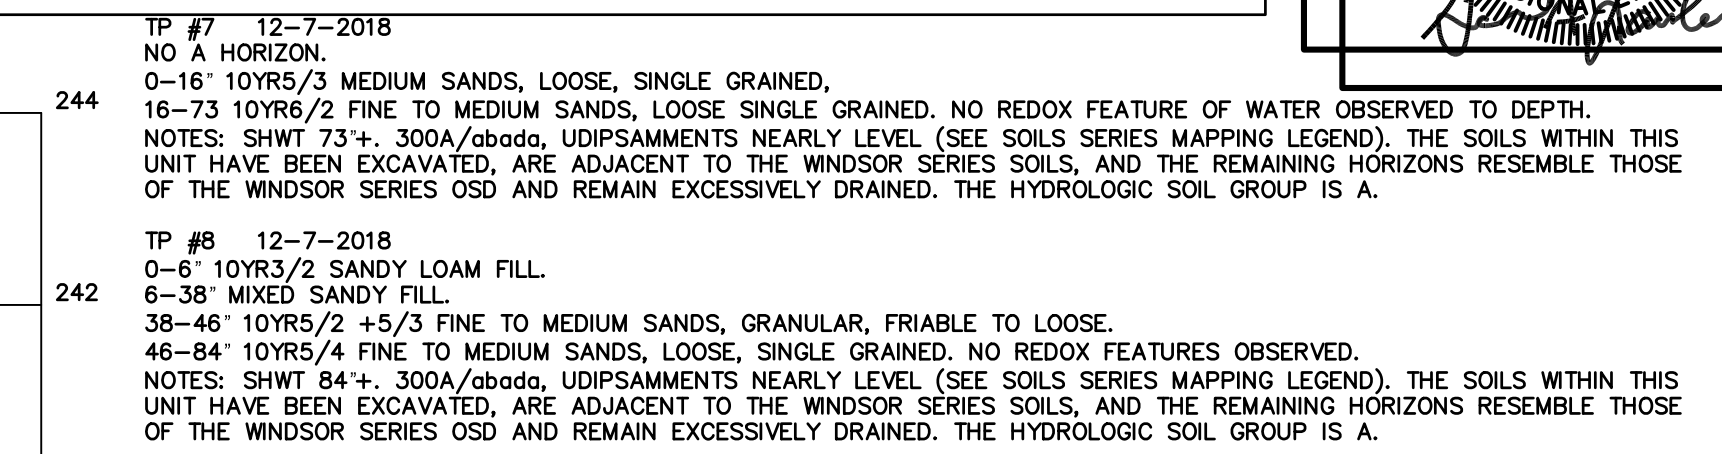 TP #7 12-7-2018
NO A HORIZON.
0-16" 10YR5/3 MEDIUM SANDS, LOOSE, SINGLE GRAINED,
244
16-73 10YR6/2 FINE TO MEDIUM SANDS, LOOSE SINGLE GRAINED. NO REDOX FEATURE OF WATER OBSERVED TO DEPTH.
NOTES: SHWT 73"+. 300A/abada, UDIPSAMMENTS NEARLY LEVEL (SEE SOILS SERIES MAPPING LEGEND). THE SOILS WITHIN THIS
UNIT HAVE BEEN EXCAVATED, ARE ADJACENT TO THE WINDSOR SERIES SOILS, AND THE REMAINING HORIZONS RESEMBLE THOSE
OF THE WINDSOR SERIES OSD AND REMAIN EXCESSIVELY DRAINED. THE HYDROLOGIC SOIL GROUP IS A.
TP #8 12-7-2018
0-6" 10YR3/2 SANDY LOAM FILL.
242
6-38" MIXED SANDY FILL.
38-46" 10YR5/2 +5/3 FINE TO MEDIUM SANDS, GRANULAR, FRIABLE TO LOOSE.
46-84" 10YR5/4 FINE TO MEDIUM SANDS, LOOSE, SINGLE GRAINED. NO REDOX FEATURES OBSERVED.
NOTES: SHWT 84"+. 300A/abada, UDIPSAMMENTS NEARLY LEVEL (SEE SOILS SERIES MAPPING LEGEND). THE SOILS WITHIN THIS
UNIT HAVE BEEN EXCAVATED, ARE ADJACENT TO THE WINDSOR SERIES SOILS, AND THE REMAINING HORIZONS RESEMBLE THOSE
OF THE WINDSOR SERIES OSD AND REMAIN EXCESSIVELY DRAINED. THE HYDROLOGIC SOIL GROUP IS A.